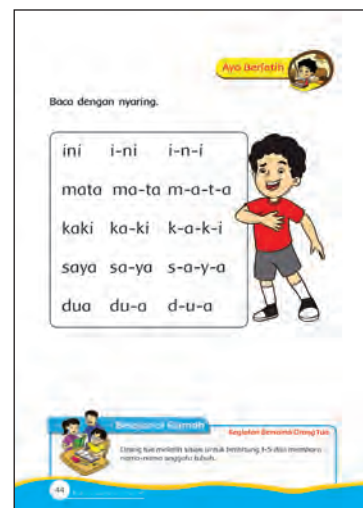 Ayo Berlatih
Baca dengan nyaring.
ini i-ni i-n-i
mata ma-ta m-a-t-a
kaki ka-ki k-a-k-i
saya sa-ya s-a-y-a
dua du-a d-u-a
Kegiatan Bersama Orang Tua
Orang tua melatih siswa untuk berhitung 1-5 dan membaca
nama-nama anggota tubuh.
44